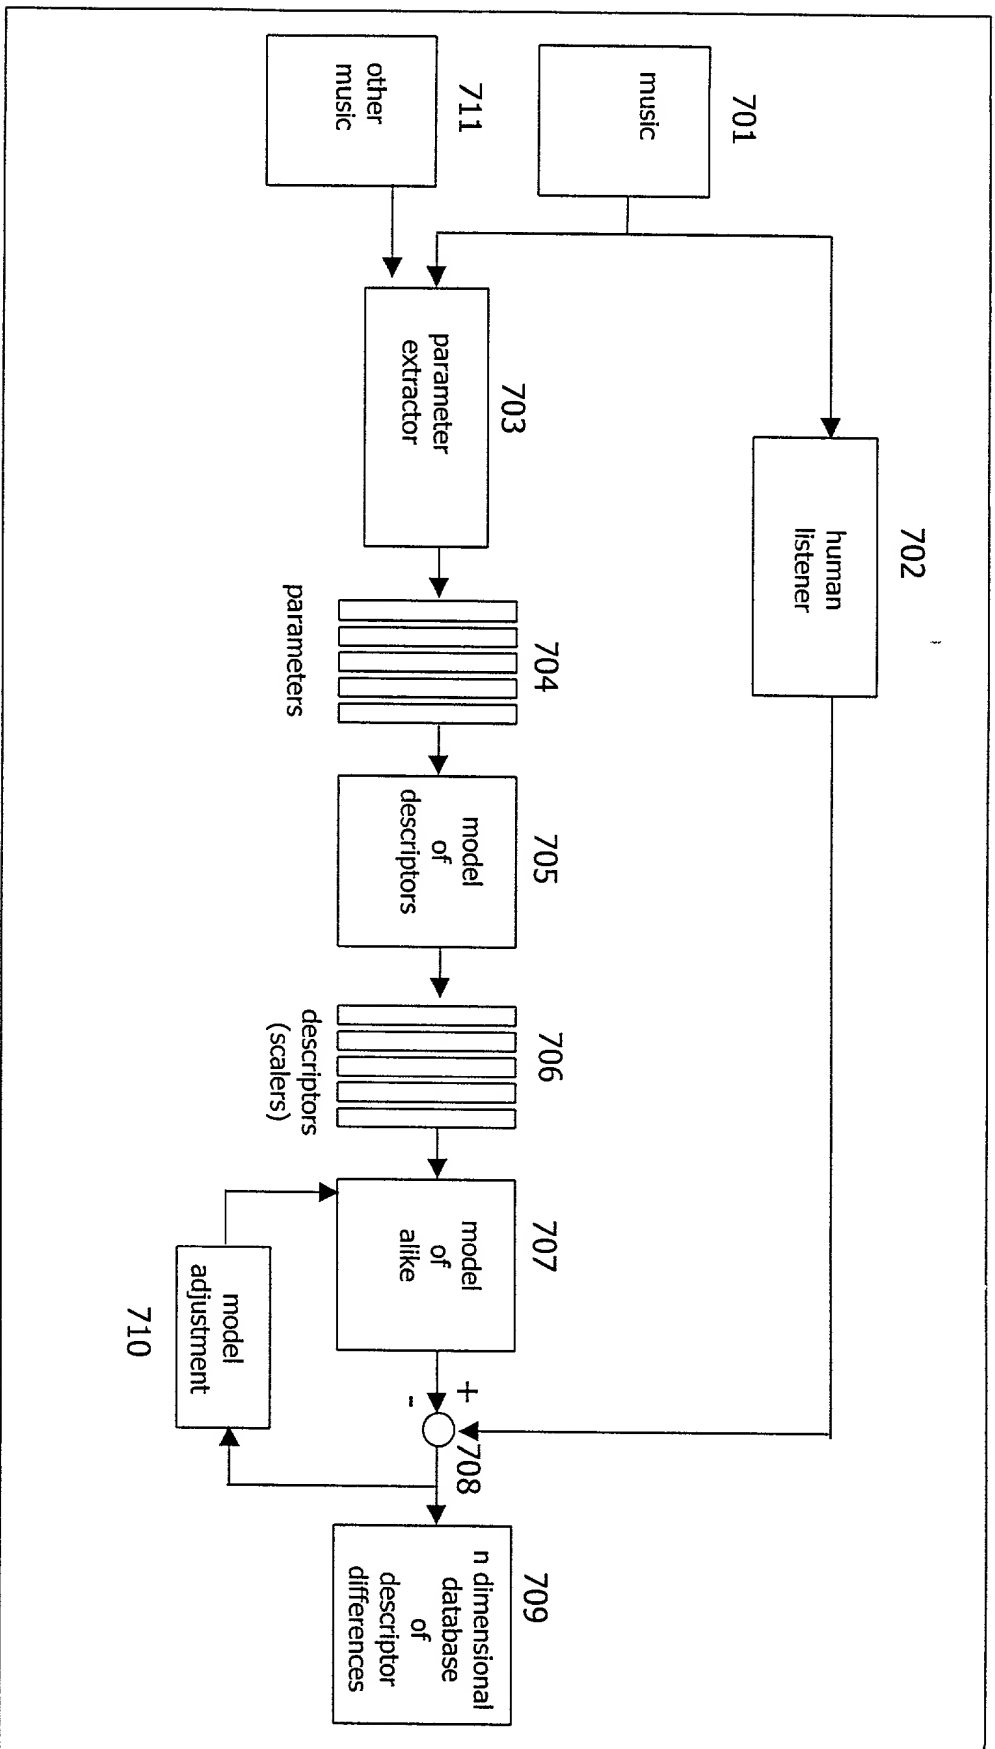 702
human
listener
701
music
703
parameter
extractor
711
other
music
704
parameters
705
model
of
descriptors
706
descriptors
(scalers)
707
model
of
alike
+
-
708
709
n dimensional
database
of
descriptor
differences
model
adjustment
710